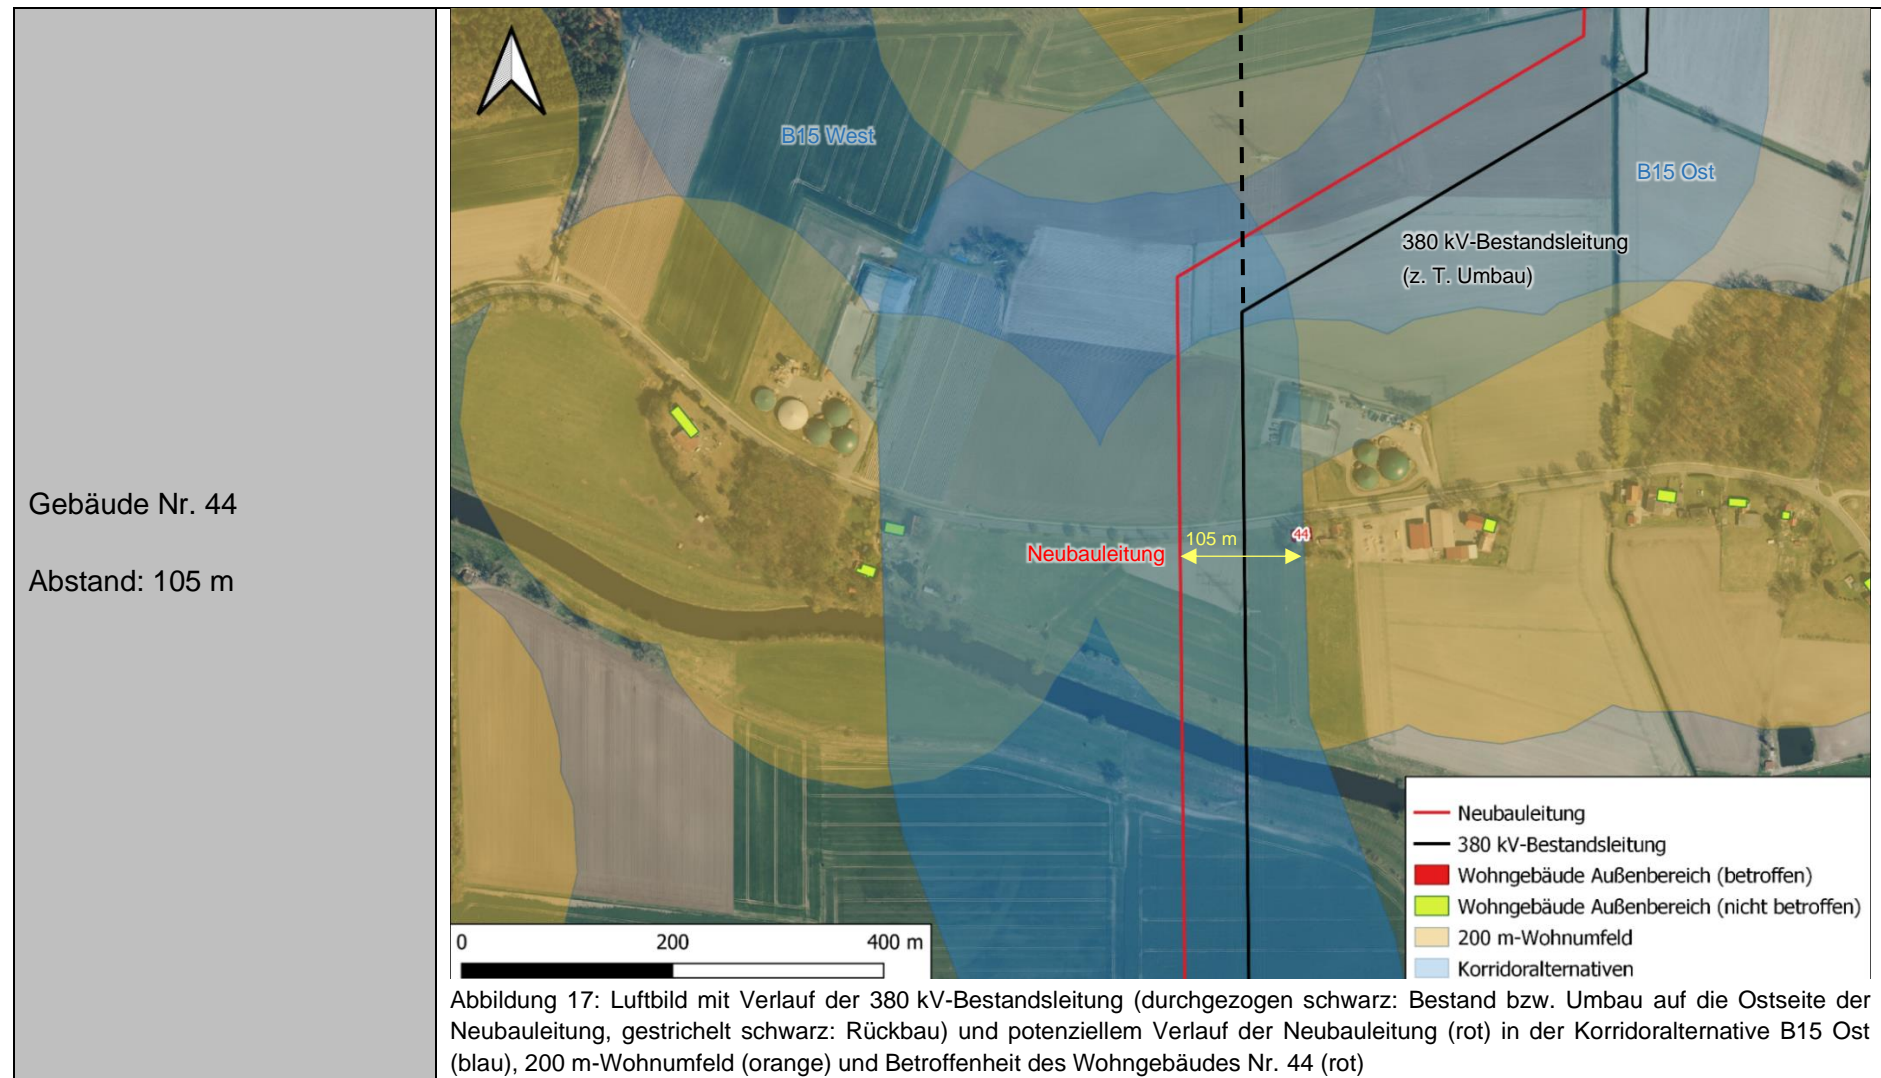 Gebäude Nr. 44
Abstand: 105 m
B15 West
B15 Ost
380 kV-Bestandsleitung
(z. T. Umbau)
44
105 m
Neubauleitung
0 200 400 m
Neubauleitung
380 kV-Bestandsleitung
Wohngebäude Außenbereich (betroffen)
Wohngebäude Außenbereich (nicht betroffen)
200 m-Wohnumfeld
Korridoralternativen
Abbildung 17: Luftbild mit Verlauf der 380 kV-Bestandsleitung (durchgezogen schwarz: Bestand bzw. Umbau auf die Ostseite der
Neubauleitung, gestrichelt schwarz: Rückbau) und potenziellem Verlauf der Neubauleitung (rot) in der Korridoralternative B15 Ost
(blau), 200 m-Wohnumfeld (orange) und Betroffenheit des Wohngebäudes Nr. 44 (rot)